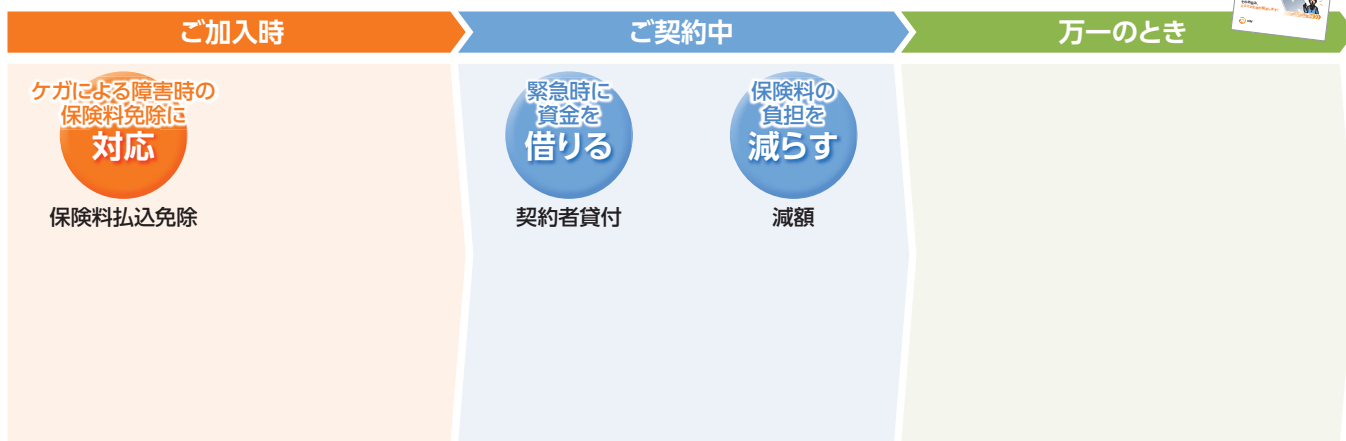 ご加入時
ご契約中
万一のとき
ケガによる障害時の
保険料免除に
対応
保険料払込免除
緊急時に
資金を
借りる
契約者貸付
保険料の
負担を
減らす
減額